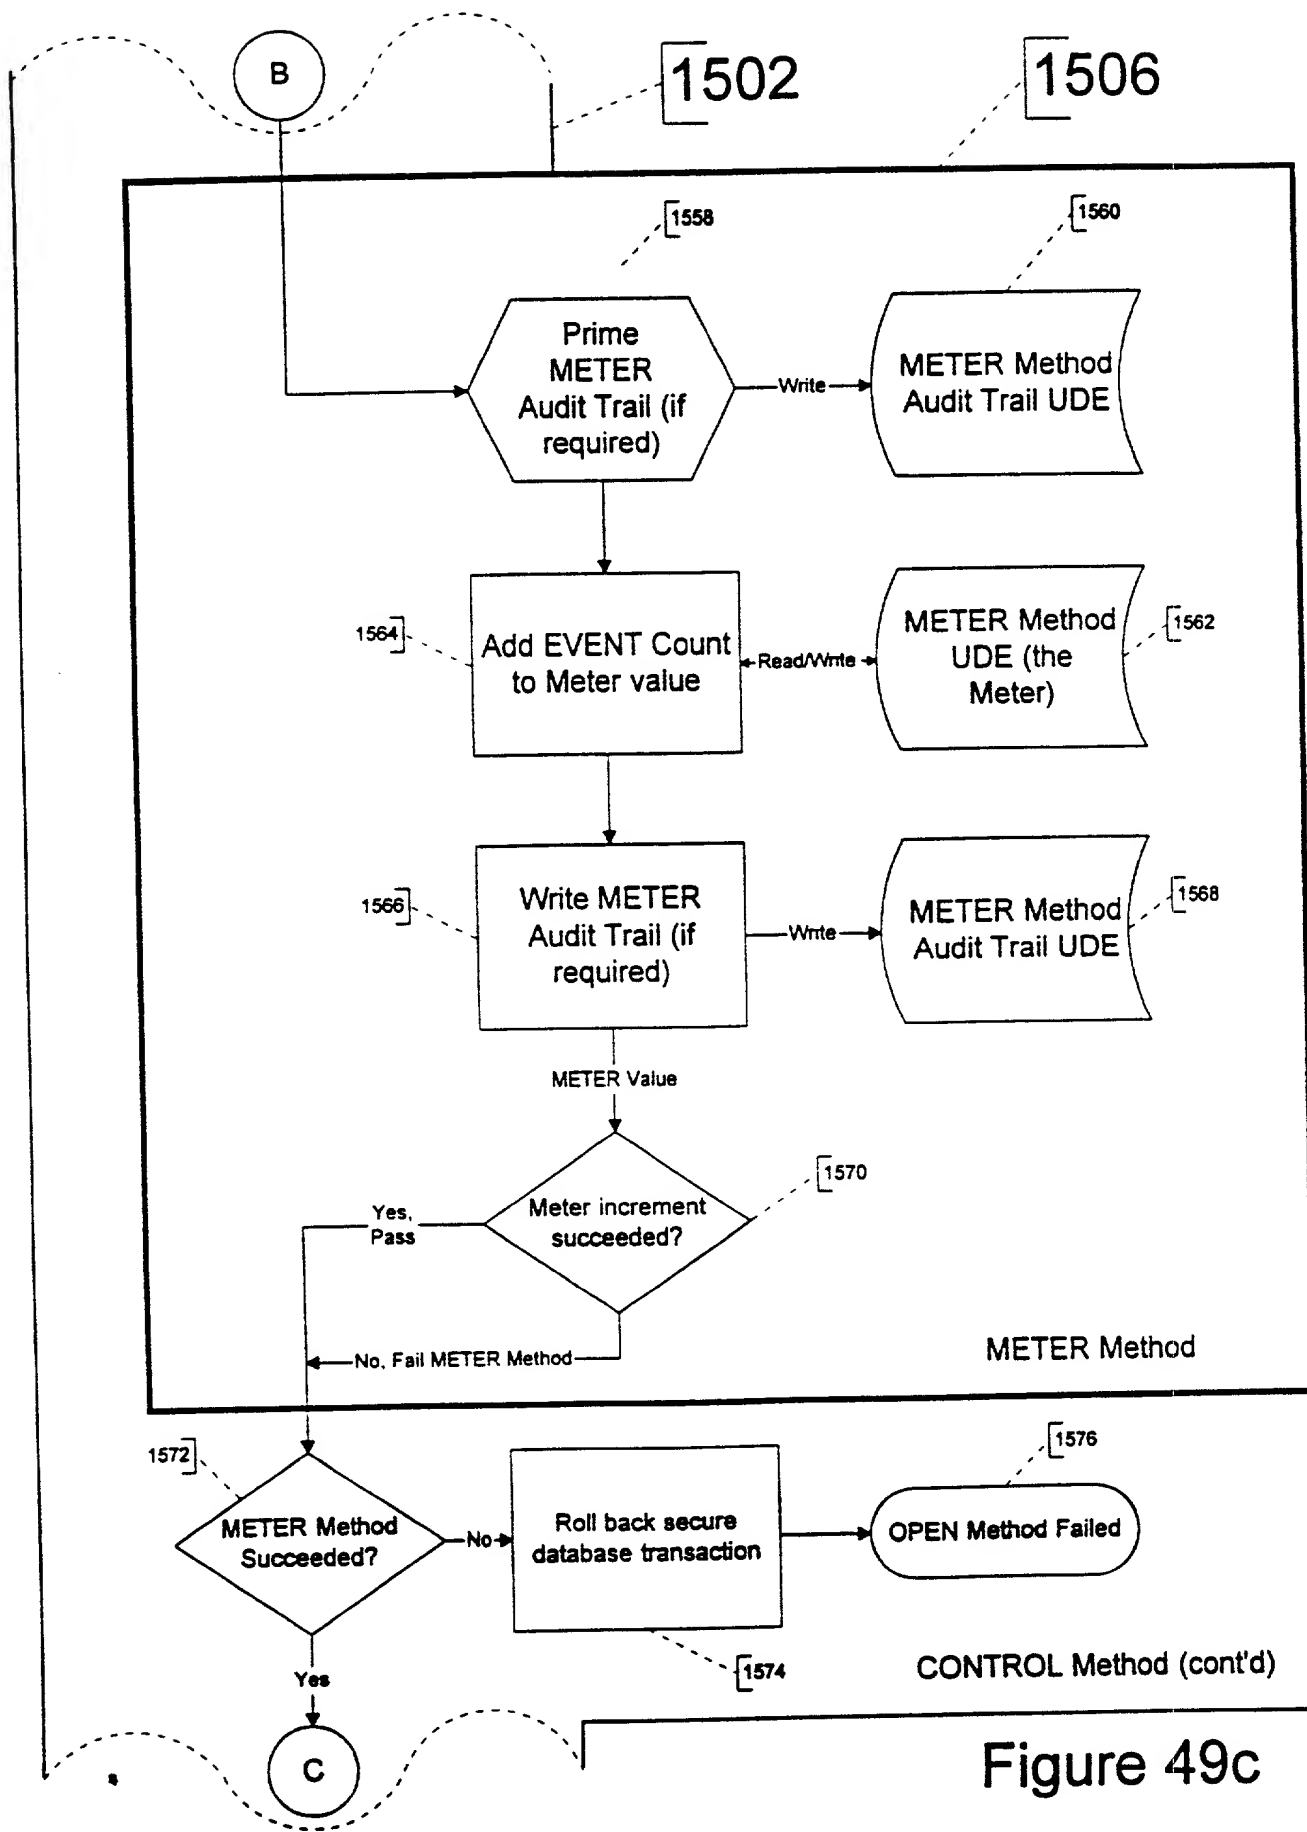 B
1502
1506
1558
1560
Prime
METER
Audit Trail (if
required)
Write
METER Method
Audit Trail UDE
1564
Add EVENT Count
to Meter value
Read/Write
METER Method
UDE (the
Meter)
1562
1566
Write METER
Audit Trail (if
required)
Write
METER Method
Audit Trail UDE
1568
METER Value
1570
Meter increment
succeeded?
Yes,
Pass
No, Fail METER Method
METER Method
1572
METER Method
Succeeded?
No
Roll back secure
database transaction
1576
OPEN Method Failed
1574
Yes
CONTROL Method (cont'd)
C
Figure 49c